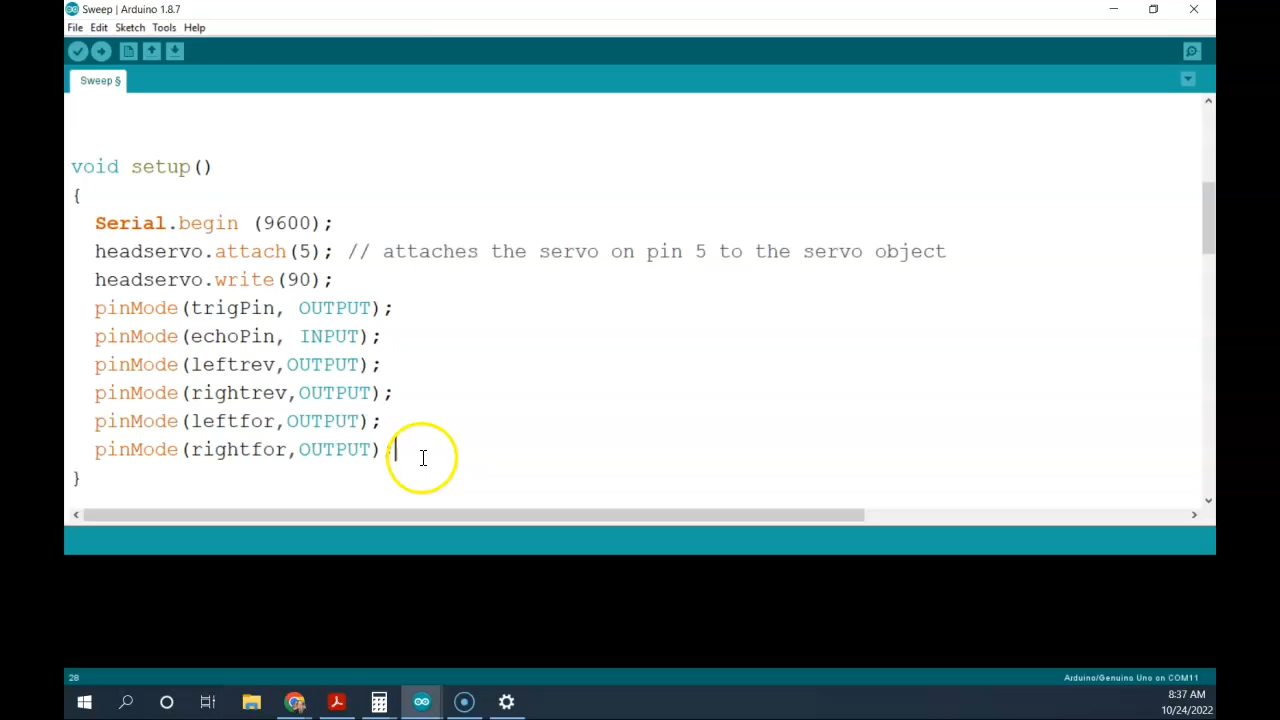 Sweep | Arduino 1.8.7
File Edit Sketch Tools Help
Sweep §
void setup()
{
Serial.begin (9600);
headservo.attach(5); // attaches the servo on pin 5 to the servo object
headservo.write(90);
pinMode(trigPin, OUTPUT);
pinMode(echoPin, INPUT);
pinMode(leftrev,OUTPUT);
pinMode(rightrev,OUTPUT);
pinMode(leftfor,OUTPUT);
pinMode(rightfor,OUTPUT);
}
28
Arduino/Genuino Uno on COM11
8:37 AM
10/24/2022